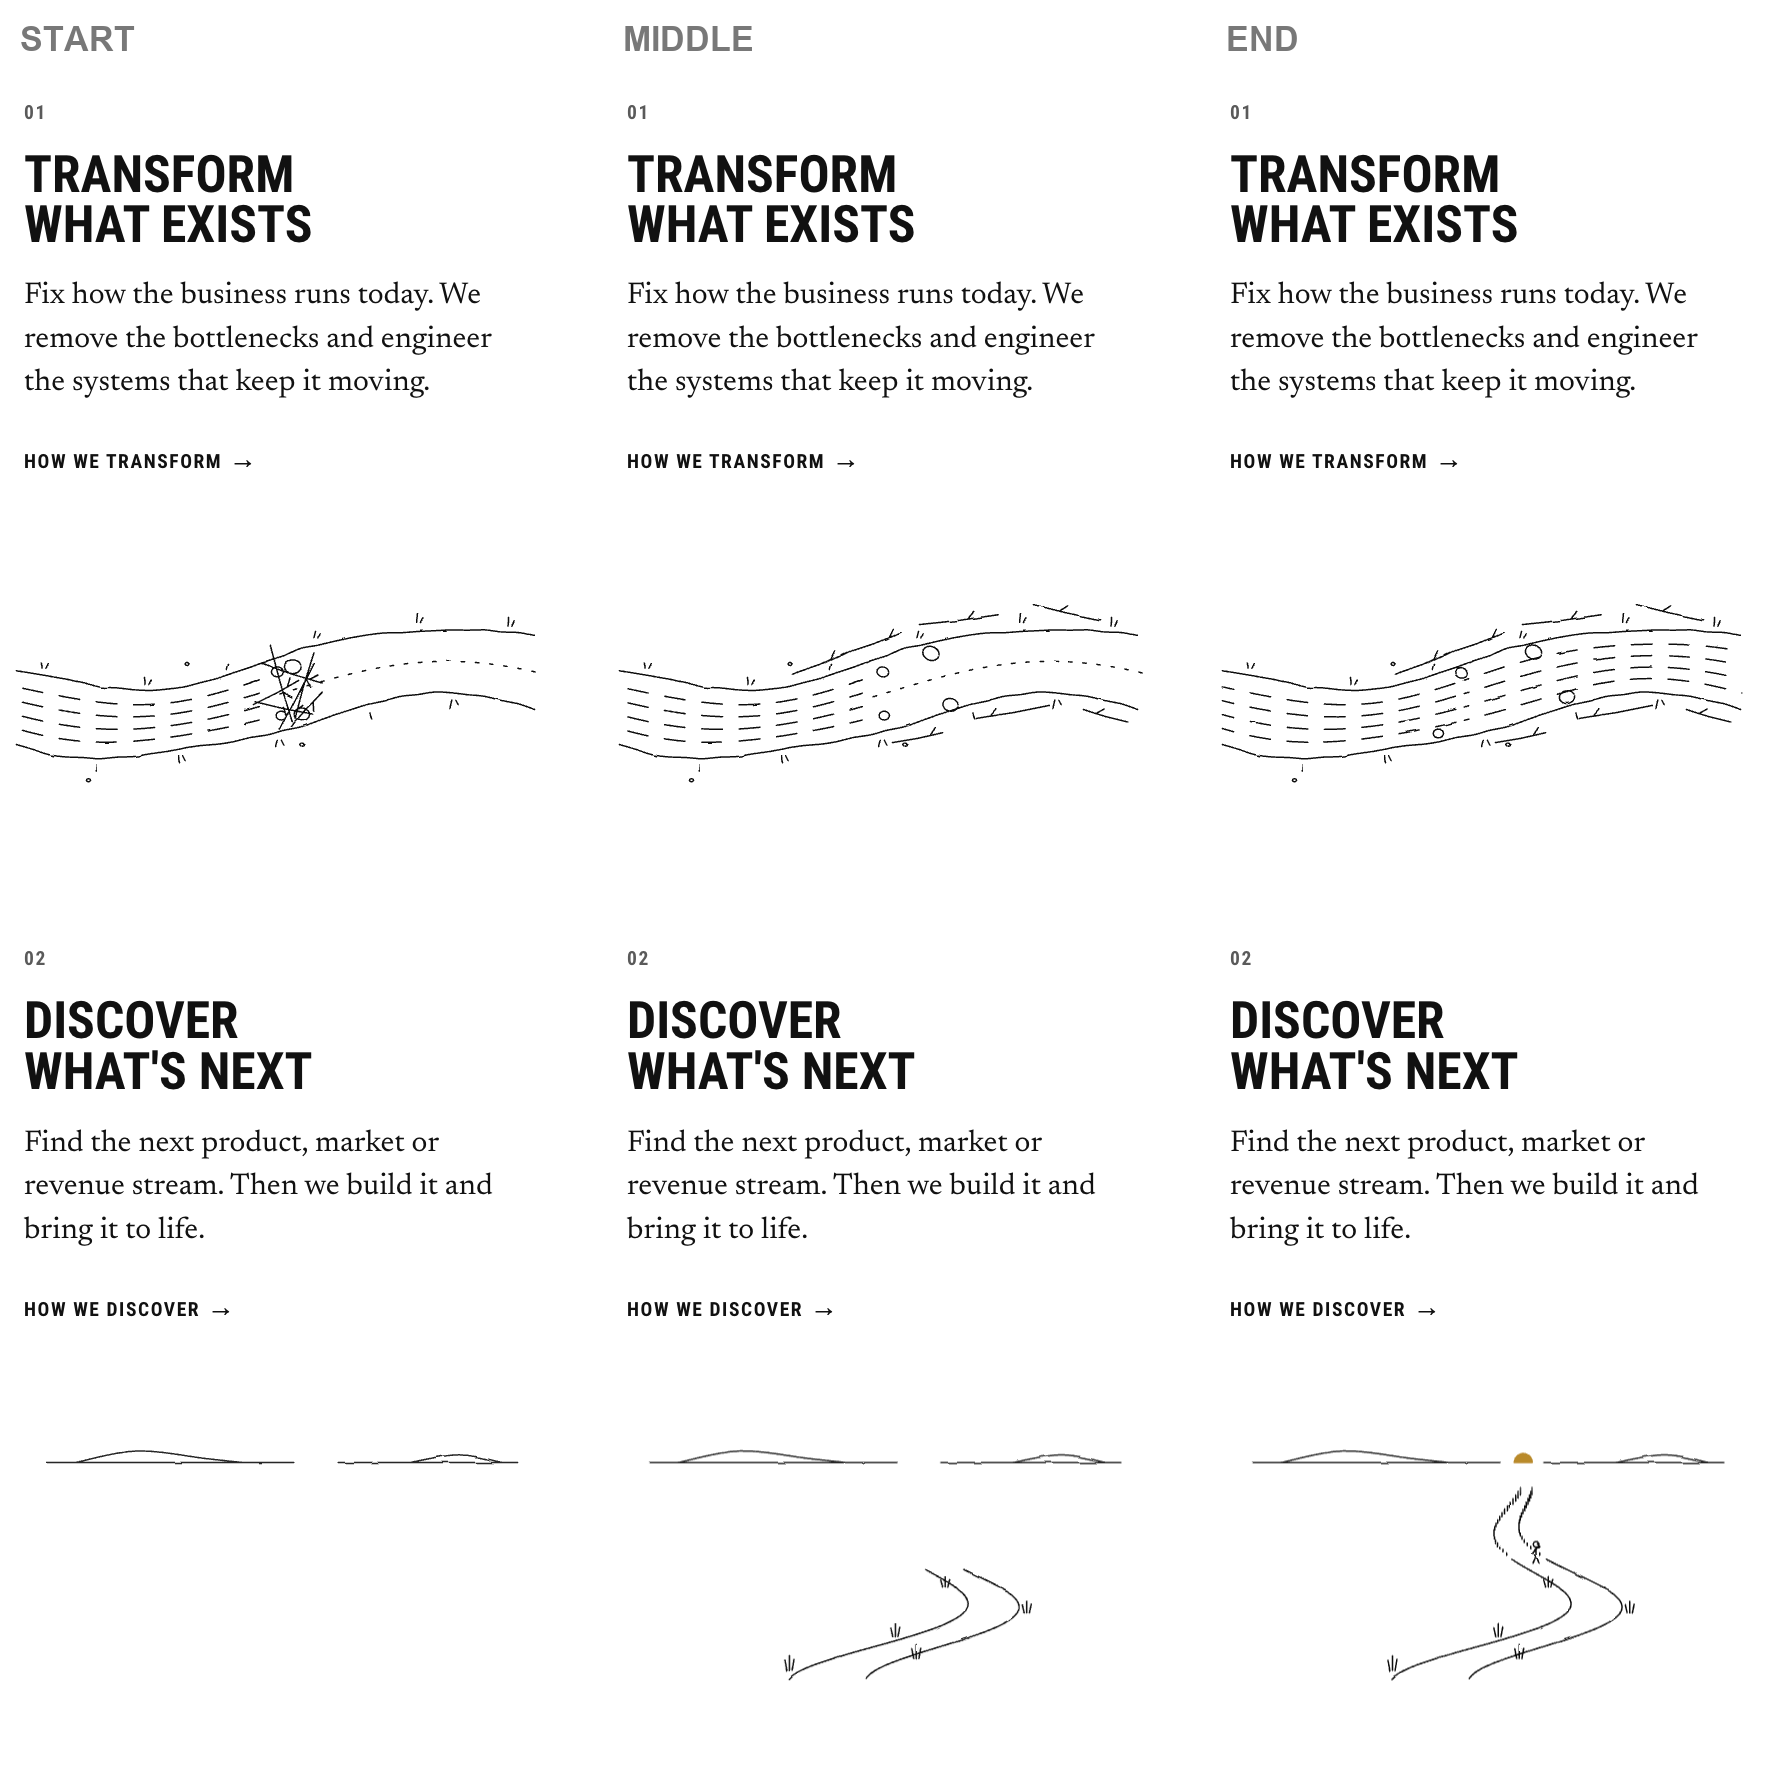 START
MIDDLE
END
01
TRANSFORM
WHAT EXISTS
Fix how the business runs today. We
remove the bottlenecks and engineer
the systems that keep it moving.
HOW WE TRANSFORM →
01
TRANSFORM
WHAT EXISTS
Fix how the business runs today. We
remove the bottlenecks and engineer
the systems that keep it moving.
HOW WE TRANSFORM →
01
TRANSFORM
WHAT EXISTS
Fix how the business runs today. We
remove the bottlenecks and engineer
the systems that keep it moving.
HOW WE TRANSFORM →
02
DISCOVER
WHAT'S NEXT
Find the next product, market or
revenue stream. Then we build it and
bring it to life.
HOW WE DISCOVER →
02
DISCOVER
WHAT'S NEXT
Find the next product, market or
revenue stream. Then we build it and
bring it to life.
HOW WE DISCOVER →
02
DISCOVER
WHAT'S NEXT
Find the next product, market or
revenue stream. Then we build it and
bring it to life.
HOW WE DISCOVER →